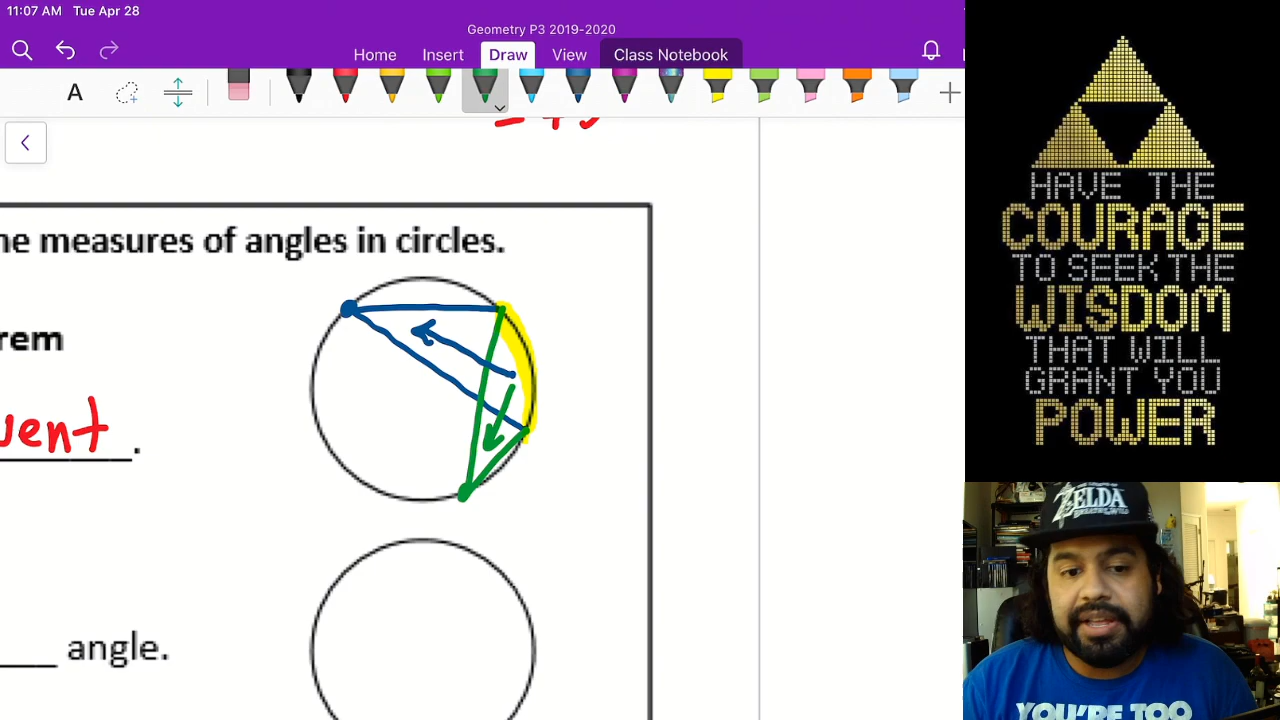 11:07 AM Tue Apr 28
Geometry P3 2019-2020
Home Insert Draw View Class Notebook
A
he measures of angles in circles.
rem
uent.
angle.
HAVE THE
COURAGE
TO SEEK THE
WISDOM
THAT WILL
GRANT YOU
POWER
ZELDA
YOU'RE TOO